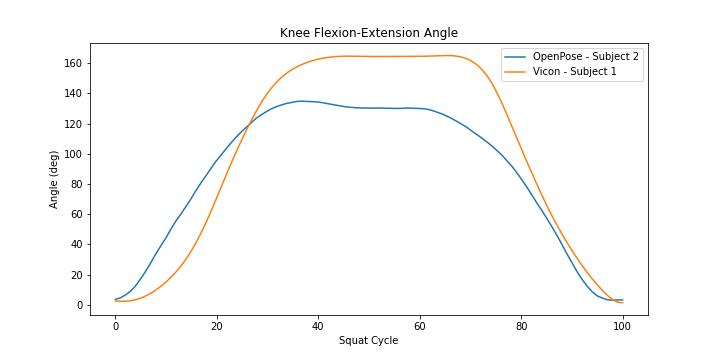 Knee Flexion-Extension Angle
OpenPose - Subject 2
Vicon - Subject 1
Angle (deg)
160
140
120
100
80
60
40
20
0
0 20 40 60 80 100
Squat Cycle